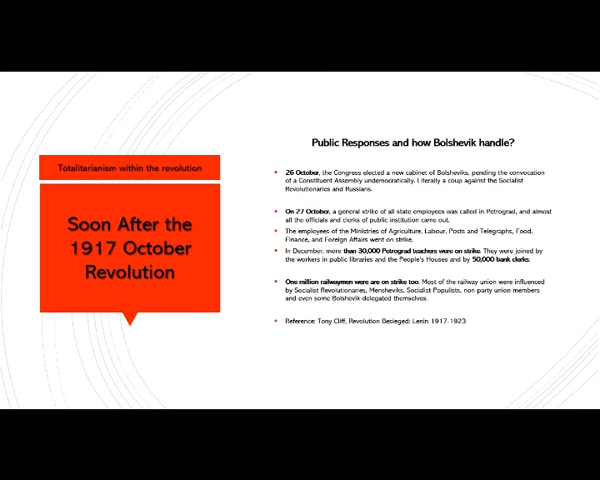 Totalitarianism within the revolution
Soon After the
1917 October
Revolution
Public Responses and how Bolshevik handle?
26 October, the Congress elected a new cabinet of Bolsheviks, pending the convocation
of a Constituent Assembly undemocratically. Literally a coup against the Socialist
Revolutionaries and Russians.
On 27 October, a general strike of all state employees was called in Petrograd, and almost
all the officials and clerks of public institution came out.
The employees of the Ministries of Agriculture, Labour, Posts and Telegraphs, Food,
Finance, and Foreign Affairs went on strike.
In December, more than 30,000 Petrograd teachers were on strike. They were joined by
the workers in public libraries and the People's Houses and by 50,000 bank clerks.
One million railwaymen were are on strike too. Most of the railway union were influenced
by Socialist Revolutionaries, Mensheviks, Socialist Populists, non-party union members
and even some Bolshevik delegated themselves.
Reference: Tony Cliff, Revolution Besieged: Lenin 1917-1923